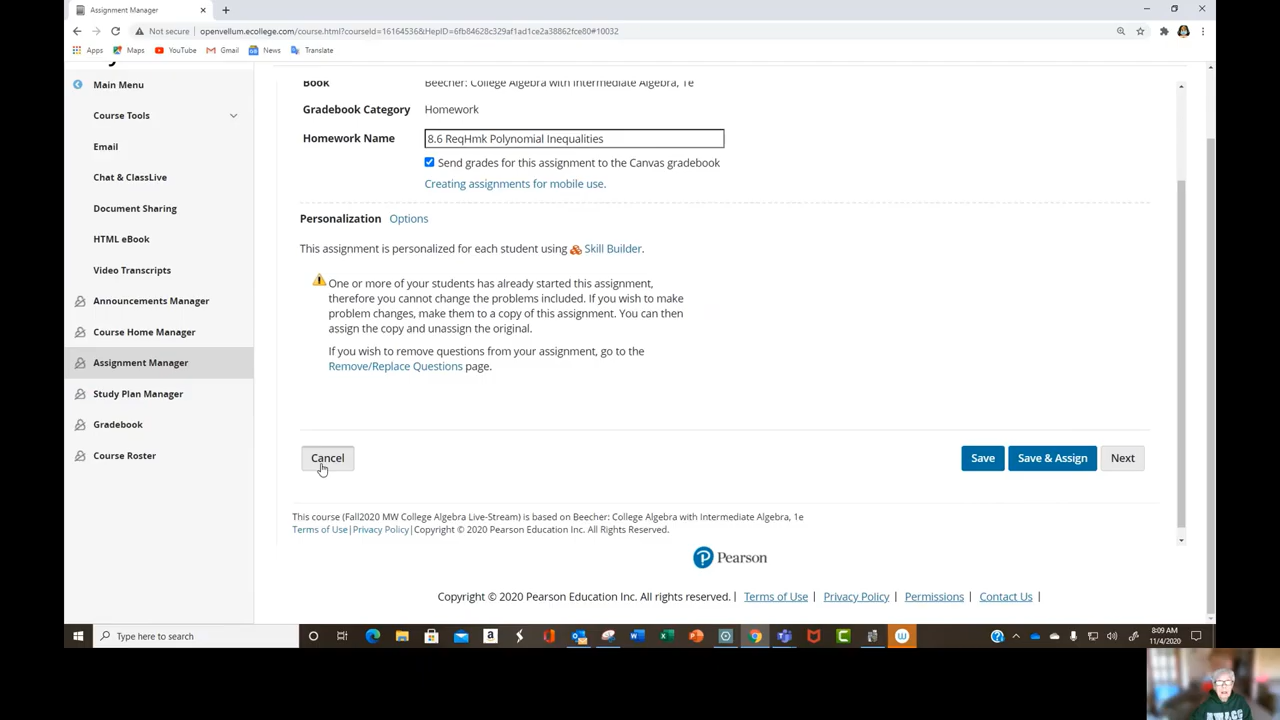 Assignment Manager
Not secure
openvellum.ecollege.com/course.html?courseId=16164536&HepID=6fb84628c329af1ad1ce2a38862fce80#10032
Apps
Maps
YouTube
Gmail
News
Translate
Main Menu
Course Tools
Email
Chat & ClassLive
Document Sharing
HTML eBook
Video Transcripts
Announcements Manager
Course Home Manager
Assignment Manager
Study Plan Manager
Gradebook
Course Roster
Book Beecher: College Algebra with Intermediate Algebra, 1e
Gradebook Category Homework
Homework Name 8.6 ReqHmk Polynomial Inequalities
Send grades for this assignment to the Canvas gradebook
Creating assignments for mobile use.
Personalization Options
This assignment is personalized for each student using Skill Builder.
One or more of your students has already started this assignment,
therefore you cannot change the problems included. If you wish to make
problem changes, make them to a copy of this assignment. You can then
assign the copy and unassign the original.
If you wish to remove questions from your assignment, go to the
Remove/Replace Questions page.
Cancel Save Save & Assign Next
This course (Fall2020 MW College Algebra Live-Stream) is based on Beecher: College Algebra with Intermediate Algebra, 1e
Terms of Use|Privacy Policy|Copyright © 2020 Pearson Education Inc. All Rights Reserved.
Pearson
Copyright © 2020 Pearson Education Inc. All rights reserved. | Terms of Use | Privacy Policy | Permissions | Contact Us |
Type here to search
8:09 AM
11/4/2020